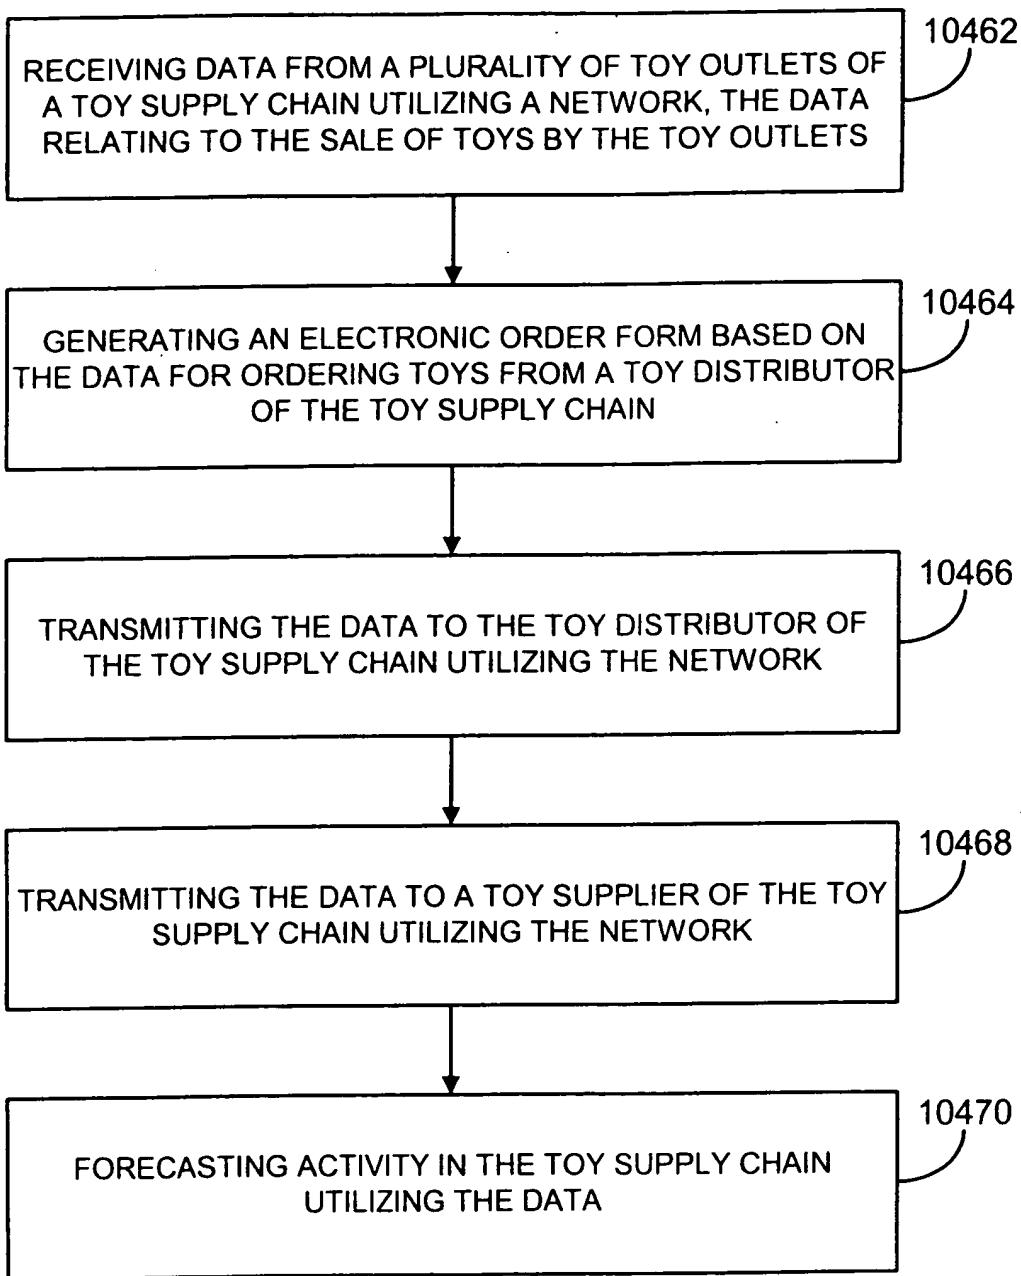 10462
RECEIVING DATA FROM A PLURALITY OF TOY OUTLETS OF
A TOY SUPPLY CHAIN UTILIZING A NETWORK, THE DATA
RELATING TO THE SALE OF TOYS BY THE TOY OUTLETS
10464
GENERATING AN ELECTRONIC ORDER FORM BASED ON
THE DATA FOR ORDERING TOYS FROM A TOY DISTRIBUTOR
OF THE TOY SUPPLY CHAIN
10466
TRANSMITTING THE DATA TO THE TOY DISTRIBUTOR OF
THE TOY SUPPLY CHAIN UTILIZING THE NETWORK
10468
TRANSMITTING THE DATA TO A TOY SUPPLIER OF THE TOY
SUPPLY CHAIN UTILIZING THE NETWORK
10470
FORECASTING ACTIVITY IN THE TOY SUPPLY CHAIN
UTILIZING THE DATA